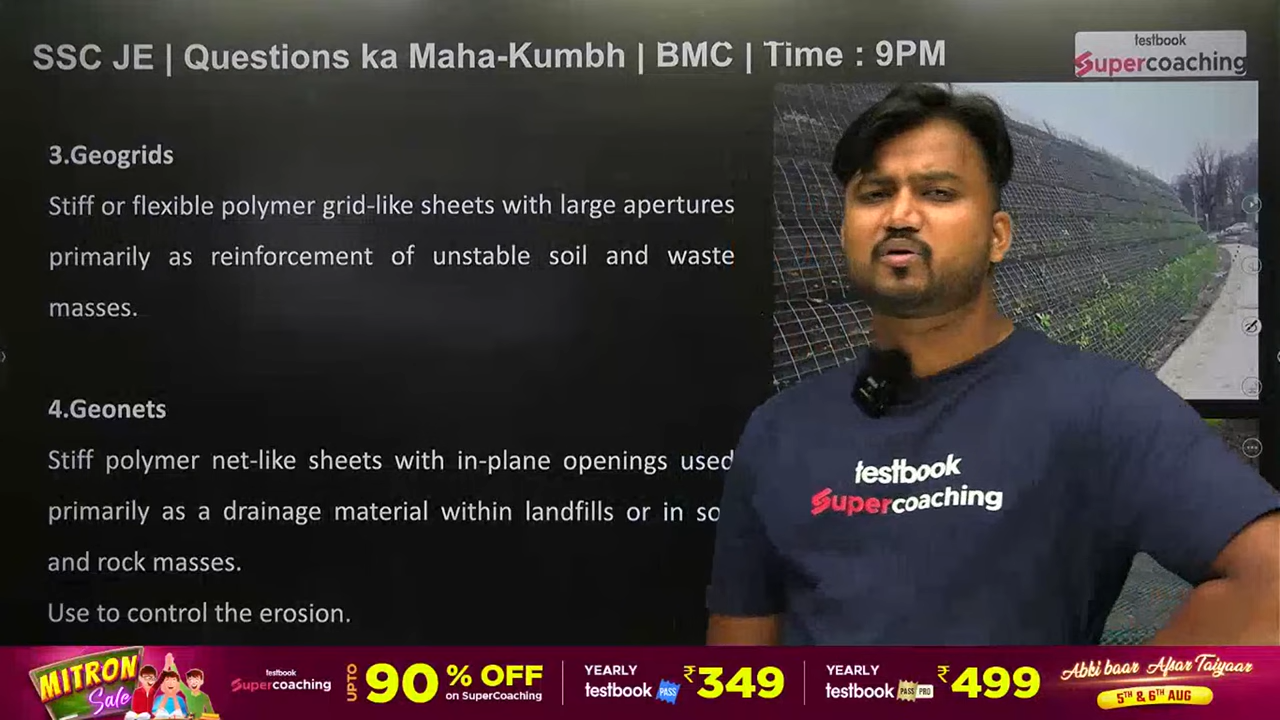 SSC JE | Questions ka Maha-Kumbh | BMC | Time : 9PM
testbook
Supercoaching
3.Geogrids
Stiff or flexible polymer grid-like sheets with large apertures
primarily as reinforcement of unstable soil and waste
masses.
4.Geonets
Stiff polymer net-like sheets with in-plane openings used
primarily as a drainage material within landfills or in so
and rock masses.
Use to control the erosion.
testbook
Supercoaching
MITRON
Sale
testbook
Supercoaching
UPTO 90 % OFF
on SuperCoaching
YEARLY
testbook PASS
₹349
YEARLY
testbook PASS PRO
₹499
Abki baar Afsar Taiyaar
5TH & 6TH AUG